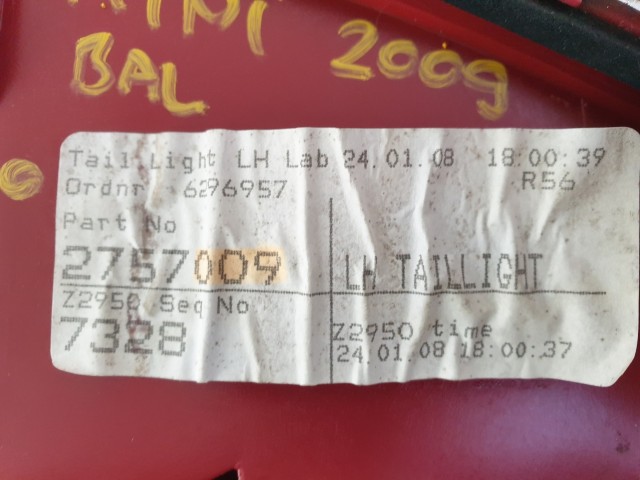 MINI 2009
BAL
Tail Light LH Lab 24.01.08 18:00:39
Ordnr 6296957 R56
Part No
2757009 LH TAILLIGHT
Z2950 Seq No
7328
Z2950 time
24.01.08 18:00:37